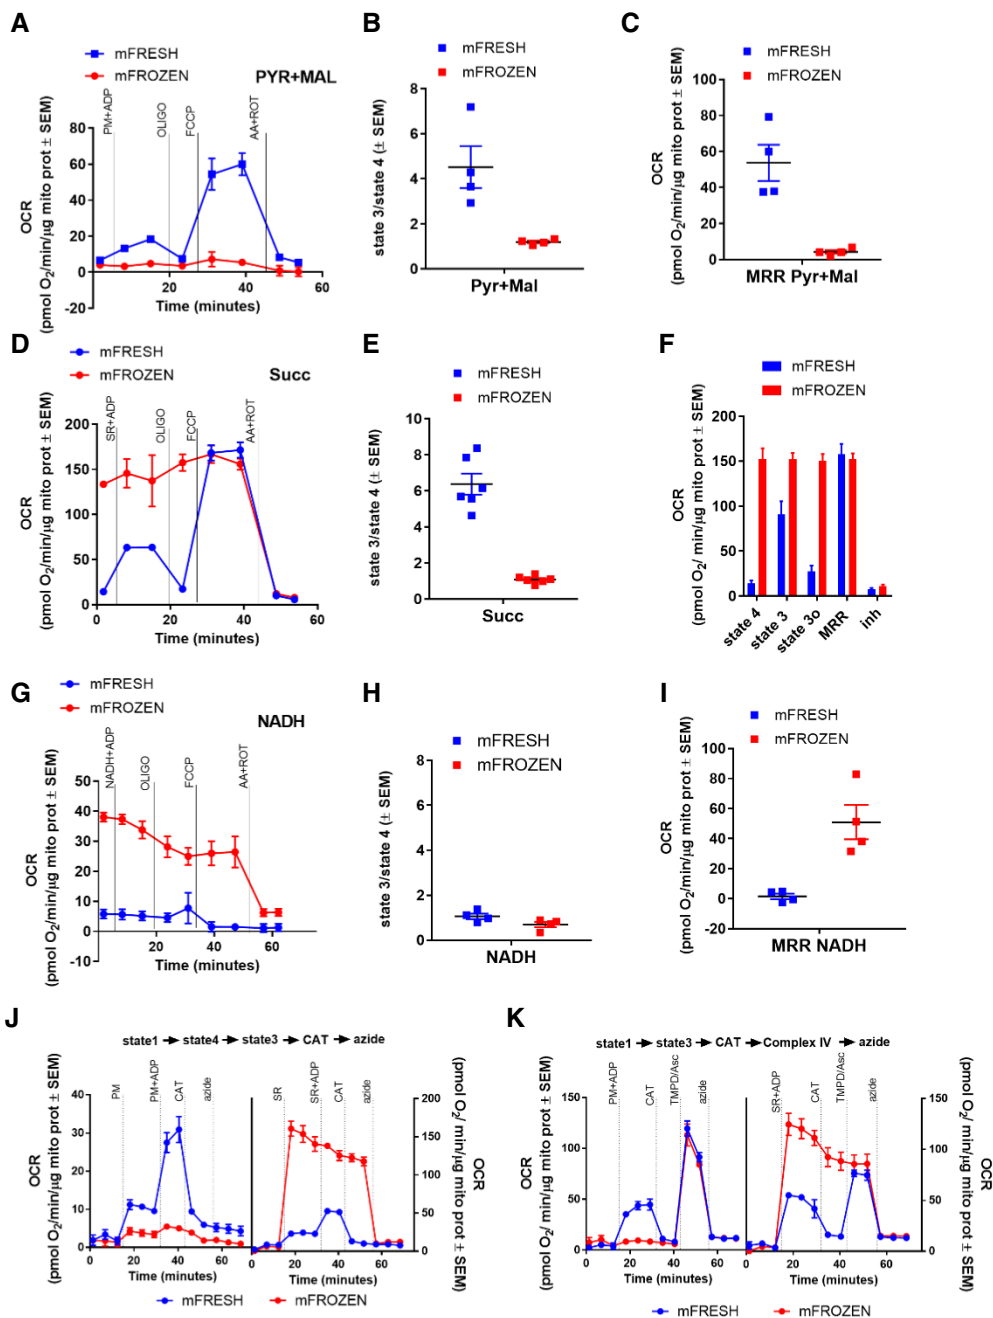 A
mFRESH
mFROZEN
PYR+MAL
PM+ADP
OLIGO
FCCP
AA+ROT
OCR
(pmol O2/min/µg mito prot ± SEM)
80
60
40
20
0
-20
0
20
40
60
Time (minutes)
B
mFRESH
mFROZEN
state 3/state 4 (± SEM)
8
6
4
2
0
Pyr+Mal
C
mFRESH
mFROZEN
OCR
(pmol O2/min/µg mito prot ± SEM)
100
80
60
40
20
0
MRR Pyr+Mal
D
mFRESH
mFROZEN
Succ
SR+ADP
OLIGO
FCCP
AA+ROT
OCR
(pmol O2/min/µg mito prot ± SEM)
200
150
100
50
0
0
20
40
60
Time (minutes)
E
mFRESH
mFROZEN
state 3/state 4 (± SEM)
10
8
6
4
2
0
Succ
F
mFRESH
mFROZEN
OCR
(pmol O2/min/µg mito prot ± SEM)
200
150
100
50
0
state 4
state 3
state 3o
MRR
inh
G
mFRESH
mFROZEN
NADH
NADH+ADP
OLIGO
FCCP
AA+ROT
OCR
(pmol O2/min/µg mito prot ± SEM)
50
40
30
20
10
0
-10
20
40
60
Time (minutes)
H
mFRESH
mFROZEN
state 3/state 4 (± SEM)
8
6
4
2
0
NADH
I
mFRESH
mFROZEN
OCR
(pmol O2/min/µg mito prot ± SEM)
100
80
60
40
20
0
-20
MRR NADH
J
state1 → state4 → state3 → CAT → azide
PM
PM+ADP
CAT
azide
SR
SR+ADP
CAT
azide
OCR
(pmol O2/min/µg mito prot ± SEM)
40
30
20
10
0
200
150
100
50
0
OCR
(pmol O2/ min/µg mito prot ± SEM)
0
20
40
60
0
20
40
60
Time (minutes)
Time (minutes)
mFRESH
mFROZEN
K
state1 → state3 → CAT → Complex IV → azide
PM+ADP
CAT
TMPD/Asc
azide
SR+ADP
CAT
TMPD/Asc
azide
OCR
(pmol O2/ min/µg mito prot ± SEM)
150
100
50
0
150
100
50
0
OCR
(pmol O2/ min/µg mito prot ± SEM)
0
20
40
60
0
20
40
60
Time (minutes)
Time (minutes)
mFRESH
mFROZEN